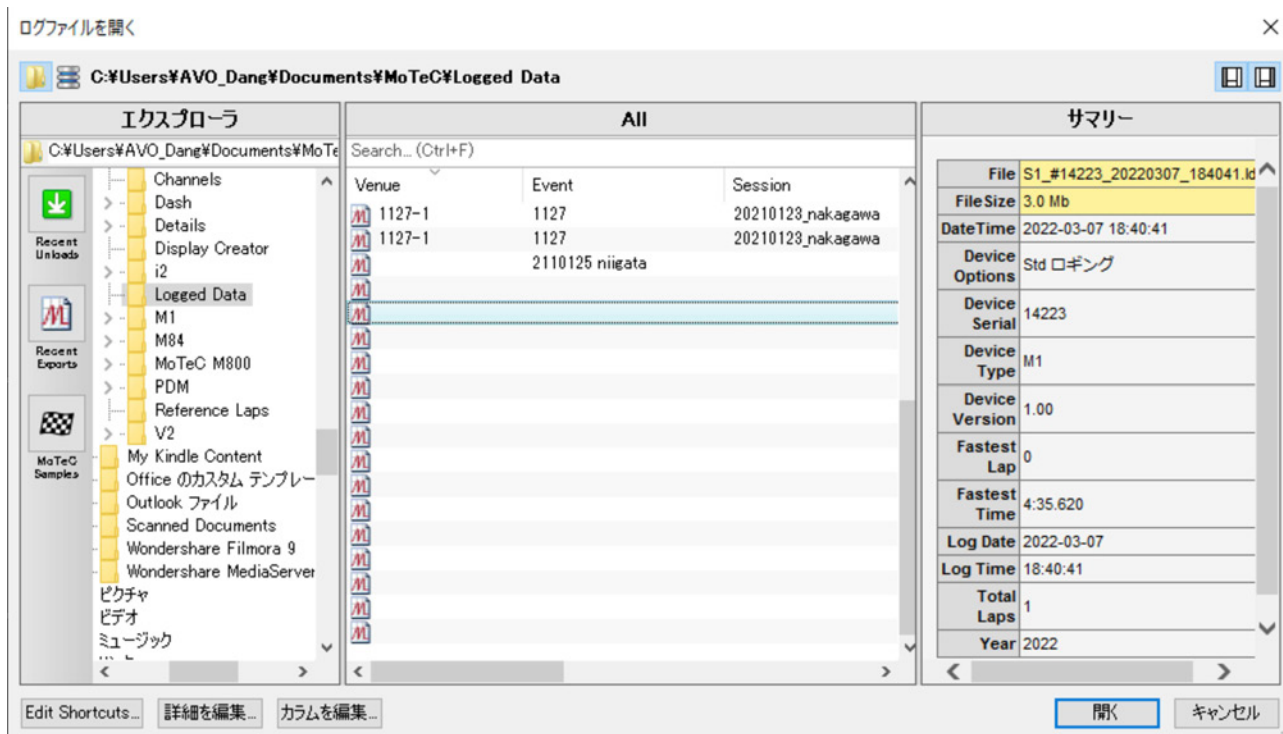 ログファイルを開く
C:¥Users¥AVO_Dang¥Documents¥MoTeC¥Logged Data
エクスプローラ
C:¥Users¥AVO_Dang¥Documents¥MoTe
Recent Unloads
Recent Exports
MoTeC Samples
Channels
Dash
Details
Display Creator
i2
Logged Data
M1
M84
MoTeC M800
PDM
Reference Laps
V2
My Kindle Content
Office のカスタム テンプレー
Outlook ファイル
Scanned Documents
Wondershare Filmora 9
Wondershare MediaServer
ピクチャ
ビデオ
ミュージック
All
Search... (Ctrl+F)
Venue Event Session
1127-1 1127 20210123_nakagawa
1127-1 1127 20210123_nakagawa
2110125 niigata
サマリー
File S1_#14223_20220307_184041.ld
FileSize 3.0 Mb
DateTime 2022-03-07 18:40:41
Device Options Std ロギング
Device Serial 14223
Device Type M1
Device Version 1.00
Fastest Lap 0
Fastest Time 4:35.620
Log Date 2022-03-07
Log Time 18:40:41
Total Laps 1
Year 2022
Edit Shortcuts... 詳細を編集... カラムを編集... 開く キャンセル